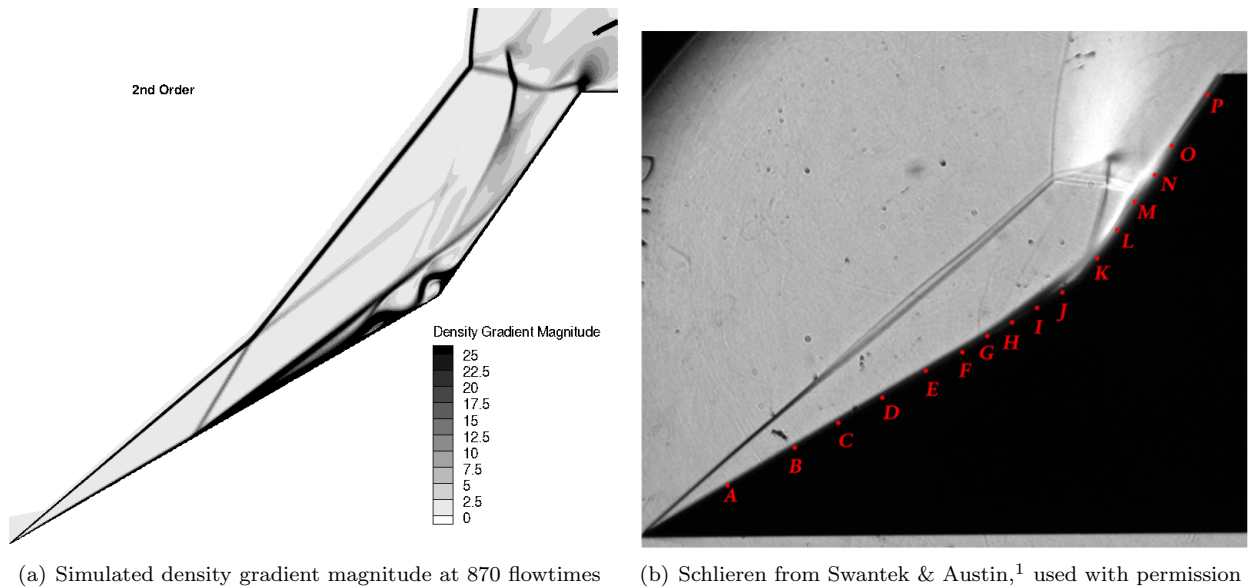 2nd Order
Density Gradient Magnitude
25
22.5
20
17.5
15
12.5
10
7.5
5
2.5
0
A
B
C
D
E
F
G
H
I
J
K
L
M
N
O
P
(a) Simulated density gradient magnitude at 870 flowtimes
(b) Schlieren from Swantek & Austin,¹ used with permission